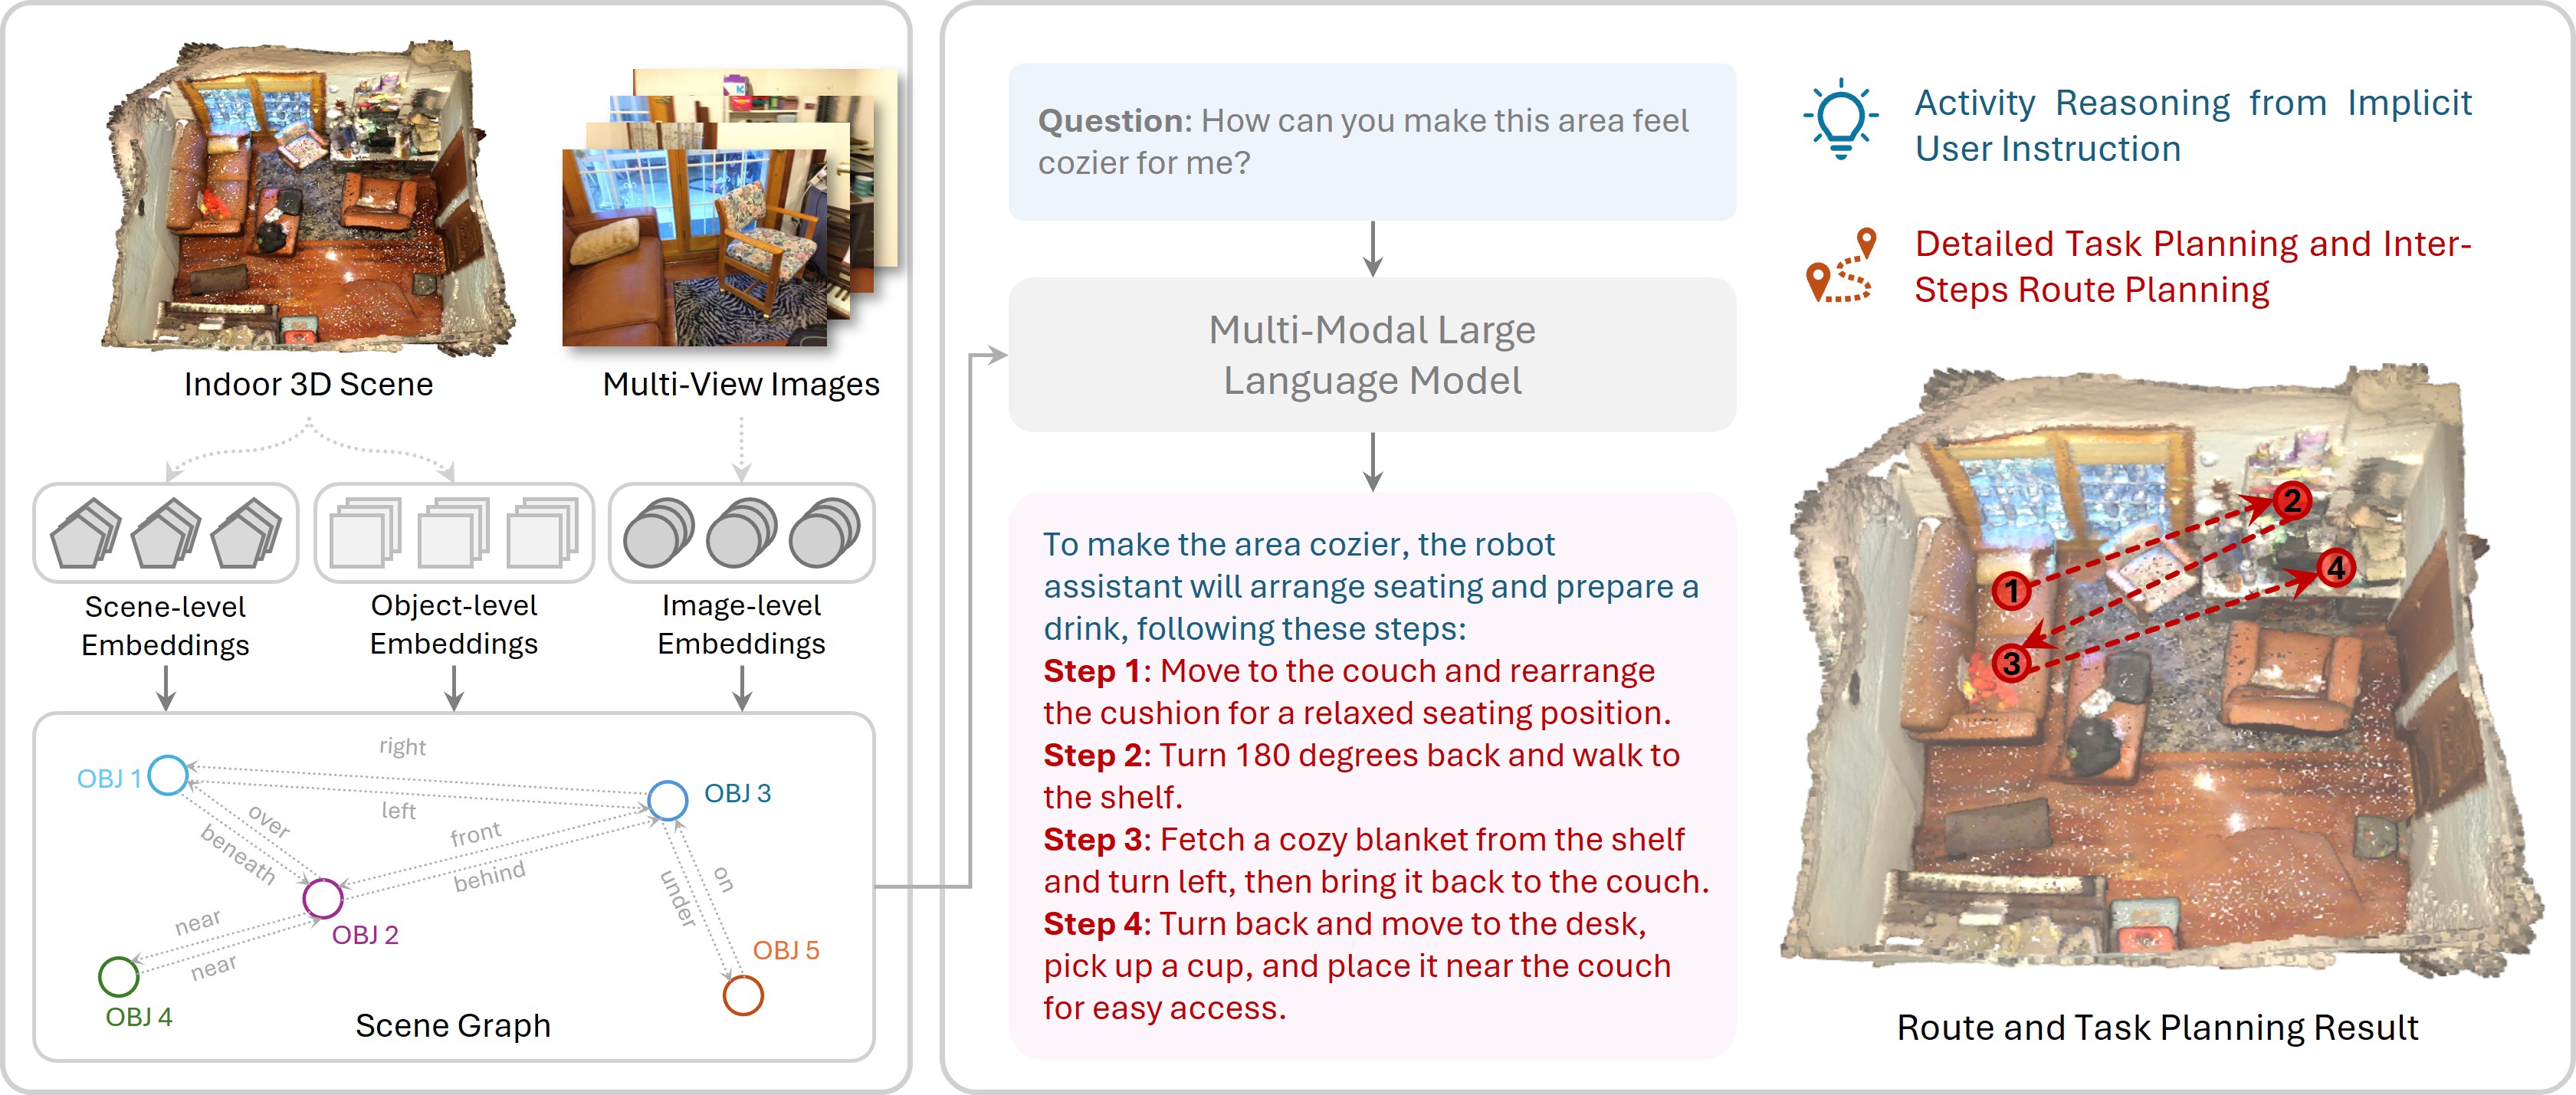 Indoor 3D Scene
Multi-View Images
Scene-level
Embeddings
Object-level
Embeddings
Image-level
Embeddings
OBJ 1
right
left
OBJ 3
over
beneath
front
behind
on
under
near
near
OBJ 2
OBJ 4
OBJ 5
Scene Graph
Question: How can you make this area feel
cozier for me?
Multi-Modal Large
Language Model
To make the area cozier, the robot
assistant will arrange seating and prepare a
drink, following these steps:
Step 1: Move to the couch and rearrange
the cushion for a relaxed seating position.
Step 2: Turn 180 degrees back and walk to
the shelf.
Step 3: Fetch a cozy blanket from the shelf
and turn left, then bring it back to the couch.
Step 4: Turn back and move to the desk,
pick up a cup, and place it near the couch
for easy access.
Activity Reasoning from Implicit
User Instruction
Detailed Task Planning and Inter-
Steps Route Planning
2
4
1
3
Route and Task Planning Result